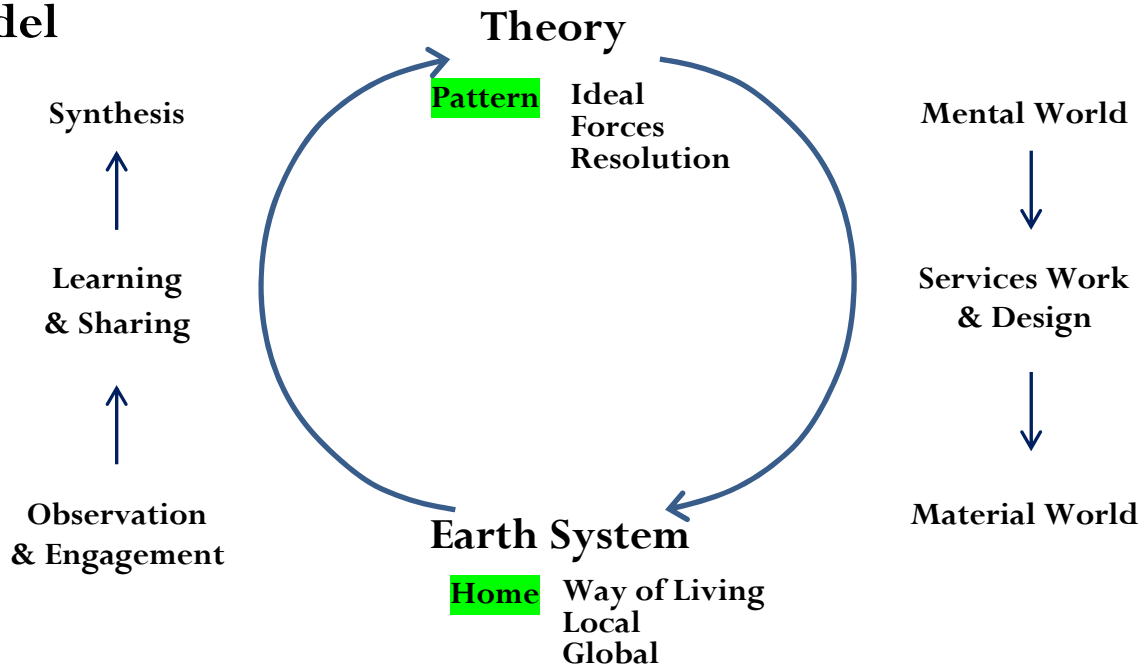 del
Theory
Pattern
Ideal
Forces
Resolution
Synthesis
Learning
& Sharing
Observation
& Engagement
Mental World
Services Work
& Design
Material World
Earth System
Home
Way of Living
Local
Global